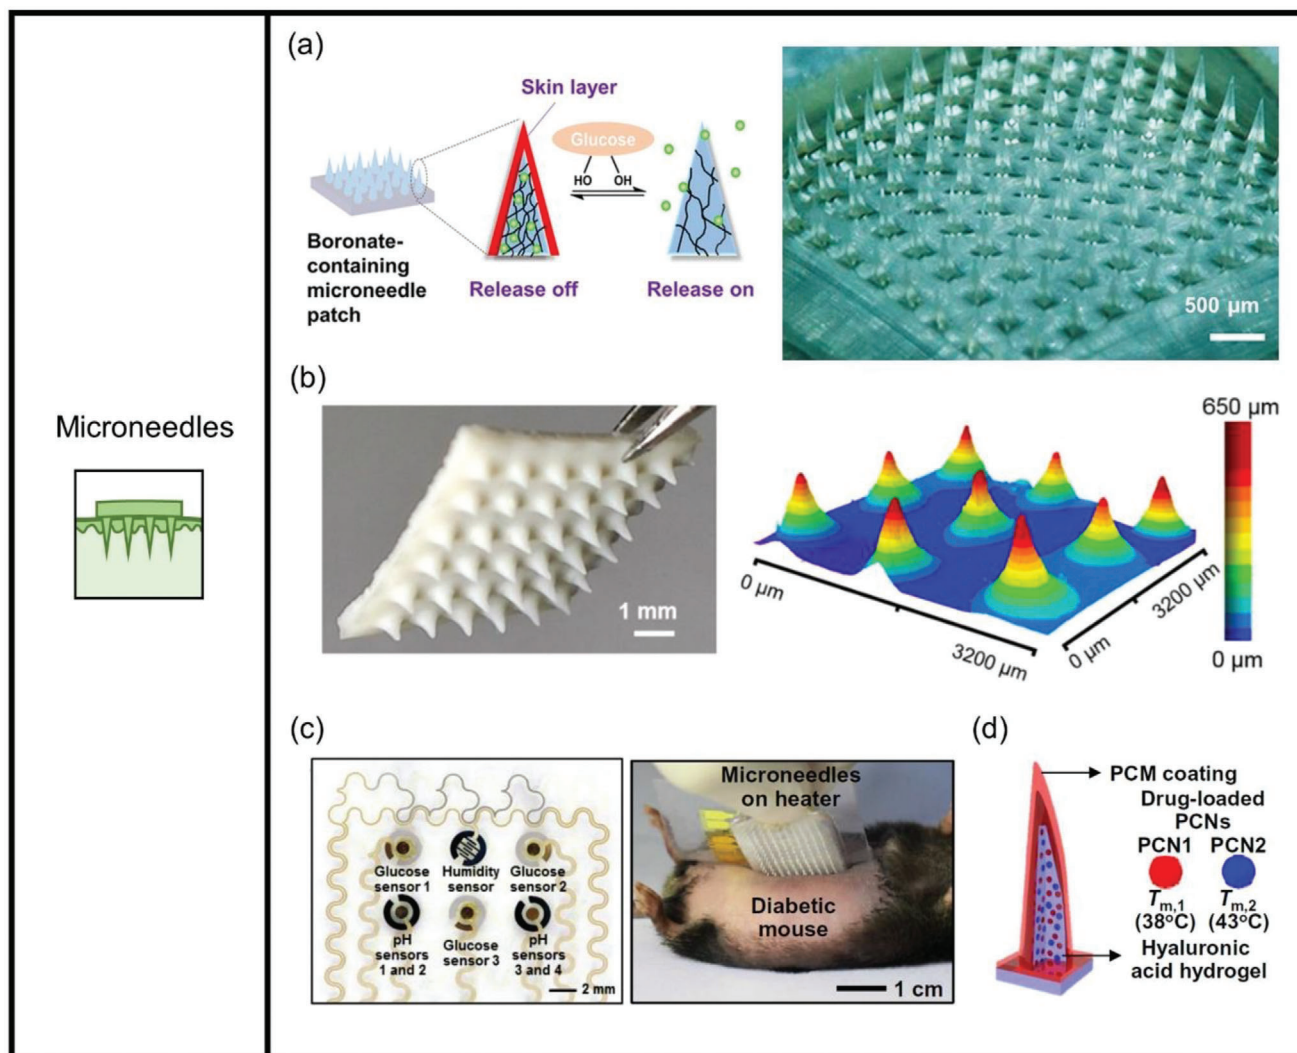 Microneedles
(a)
Skin layer
Glucose
HO OH
Boronate-
containing
microneedle
patch
Release off
Release on
500 µm
(b)
1 mm
650 µm
0 µm
0 µm
3200 µm
0 µm
3200 µm
(c)
Glucose
sensor 1
Humidity
sensor
Glucose
sensor 2
pH
sensors
1 and 2
Glucose
sensor 3
pH
sensors
3 and 4
2 mm
Microneedles
on heater
Diabetic
mouse
1 cm
(d)
PCM coating
Drug-loaded
PCNs
PCN1 PCN2
Tm,1 Tm,2
(38°C) (43°C)
Hyaluronic
acid hydrogel